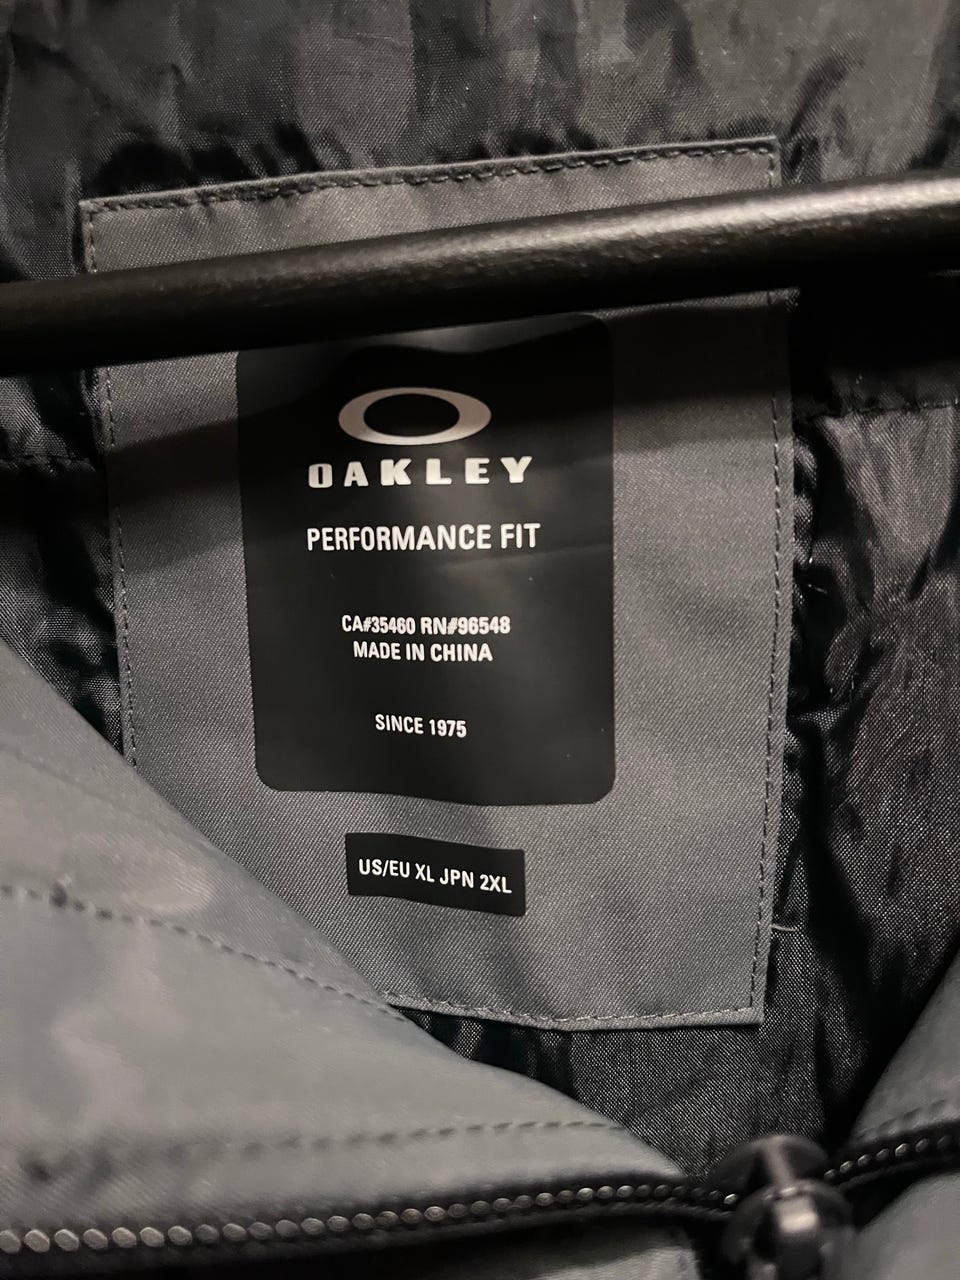 OAKLEY
PERFORMANCE FIT
CA#35460 RN#96548
MADE IN CHINA
SINCE 1975
US/EU XL JPN 2XL